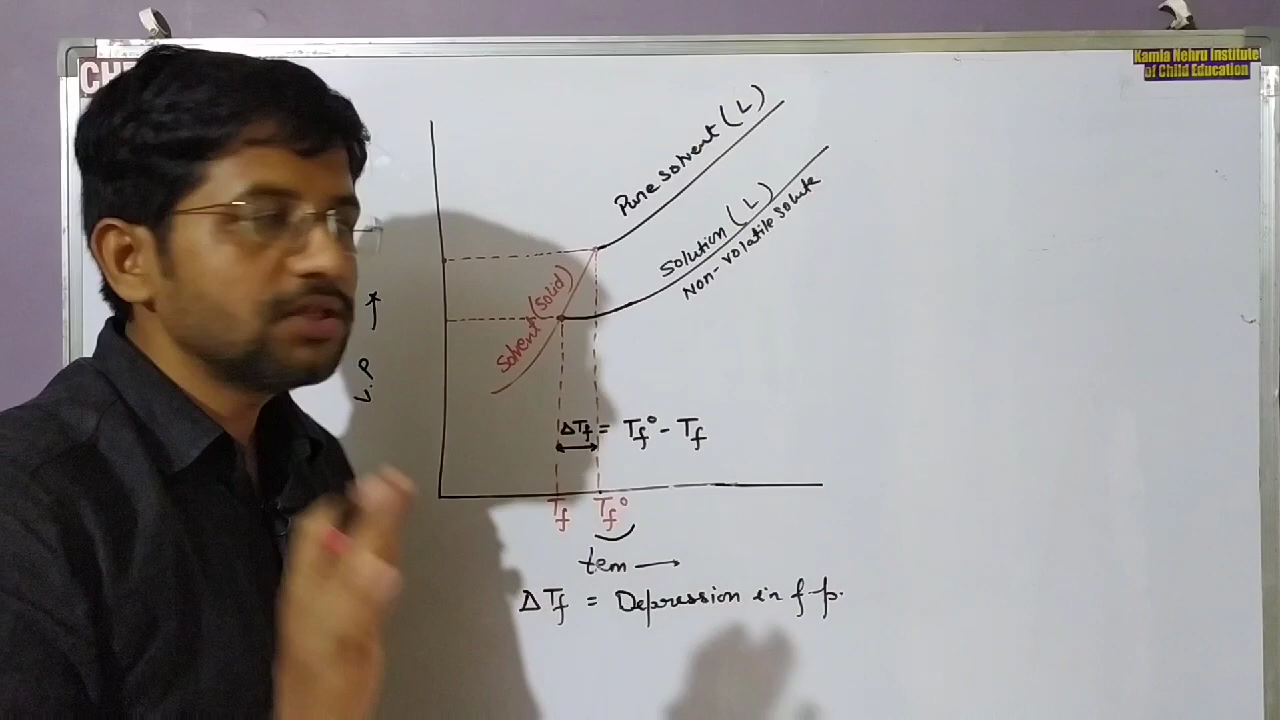 Kamla Nehru Institute
of Child Education
Pure solvent (L)
Solution (L)
Non-volatile solute
Solvent (Solid)
V.P
ΔTf = Tf° - Tf
Tf Tf°
tem →
ΔTf = Depression in f.p.